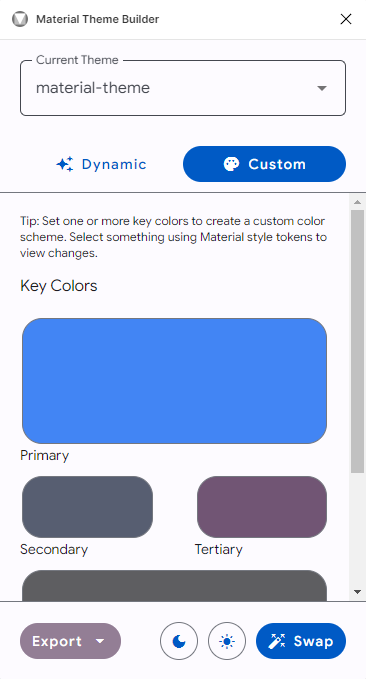 Material Theme Builder
Current Theme
material-theme
Dynamic
Custom
Tip: Set one or more key colors to create a custom color
scheme. Select something using Material style tokens to
view changes.
Key Colors
Primary
Secondary
Tertiary
Export
Swap